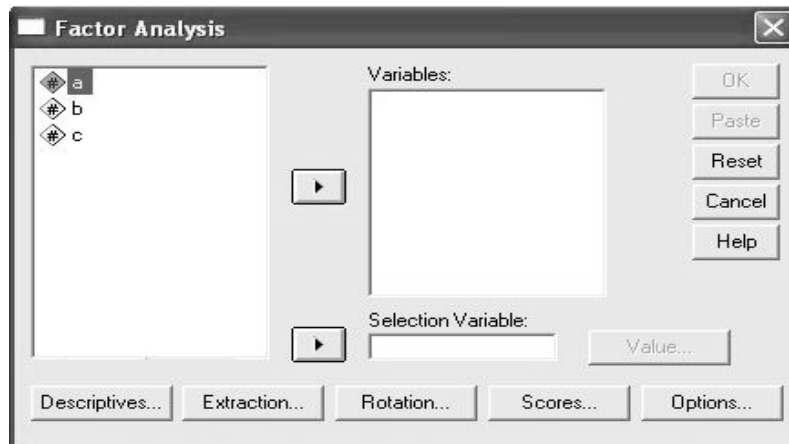 Factor Analysis
# a
# b
# c
Variables:
Selection Variable:
OK
Paste
Reset
Cancel
Help
Value...
Descriptives...
Extraction...
Rotation...
Scores...
Options...